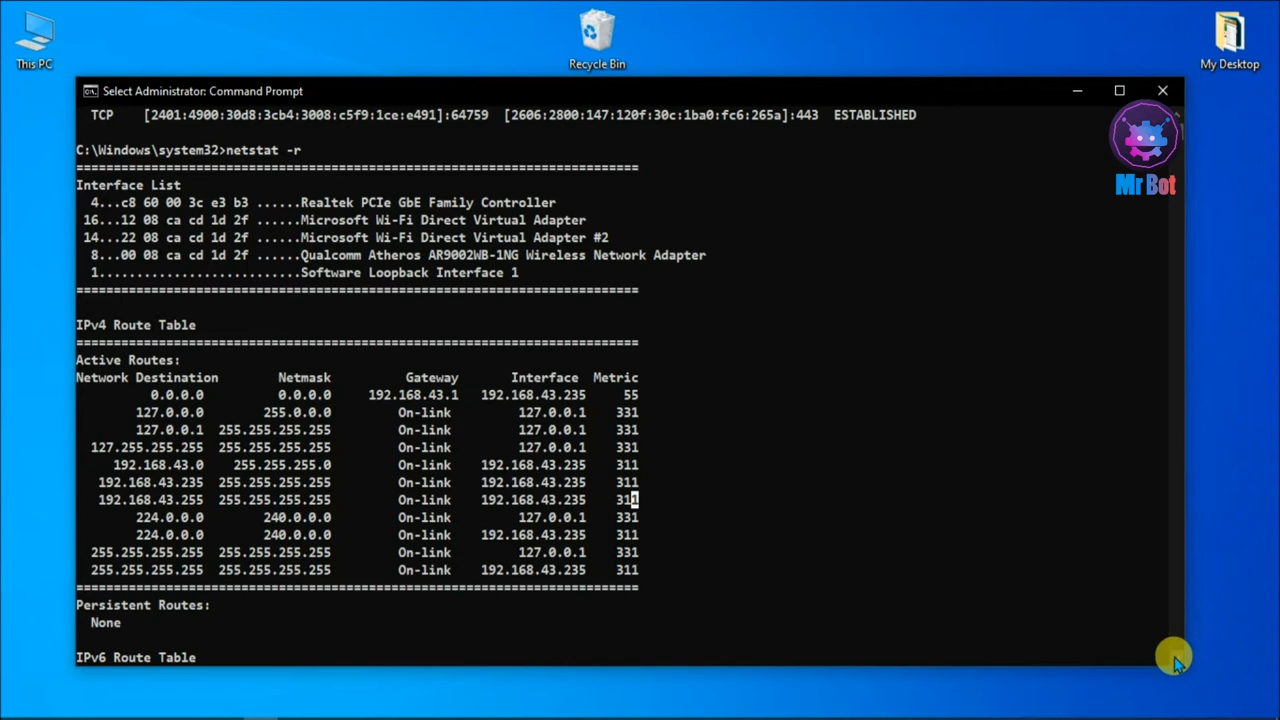 This PC
Recycle Bin
My Desktop
Select Administrator: Command Prompt
TCP [2401:4900:30d8:3cb4:3008:c5f9:1ce:e491]:64759 [2606:2800:147:120f:30c:1ba0:fc6:265a]:443 ESTABLISHED
Mr Bot
C:\Windows\system32>netstat -r
===========================================================================
Interface List
4...c8 60 00 3c e3 b3 ......Realtek PCIe GbE Family Controller
16...12 08 ca cd 1d 2f ......Microsoft Wi-Fi Direct Virtual Adapter
14...22 08 ca cd 1d 2f ......Microsoft Wi-Fi Direct Virtual Adapter #2
8...00 08 ca cd 1d 2f ......Qualcomm Atheros AR9002WB-1NG Wireless Network Adapter
1...........................Software Loopback Interface 1
===========================================================================
IPv4 Route Table
===========================================================================
Active Routes:
Network Destination Netmask Gateway Interface Metric
0.0.0.0 0.0.0.0 192.168.43.1 192.168.43.235 55
127.0.0.0 255.0.0.0 On-link 127.0.0.1 331
127.0.0.1 255.255.255.255 On-link 127.0.0.1 331
127.255.255.255 255.255.255.255 On-link 127.0.0.1 331
192.168.43.0 255.255.255.0 On-link 192.168.43.235 311
192.168.43.235 255.255.255.255 On-link 192.168.43.235 311
192.168.43.255 255.255.255.255 On-link 192.168.43.235 311
224.0.0.0 240.0.0.0 On-link 127.0.0.1 331
224.0.0.0 240.0.0.0 On-link 192.168.43.235 311
255.255.255.255 255.255.255.255 On-link 127.0.0.1 331
255.255.255.255 255.255.255.255 On-link 192.168.43.235 311
===========================================================================
Persistent Routes:
None
IPv6 Route Table